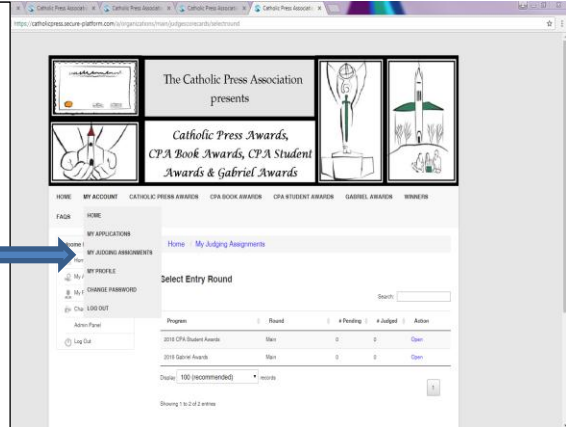 Catholic Press Associati
Catholic Press Associati
Catholic Press Associati
Catholic Press Associati
https://catholicpress.secure-platform.com/a/organizations/main/judgescorecards/selectround
The Catholic Press Association
presents
Catholic Press Awards,
CPA Book Awards, CPA Student
Awards & Gabriel Awards
HOME MY ACCOUNT CATHOLIC PRESS AWARDS CPA BOOK AWARDS CPA STUDENT AWARDS GABRIEL AWARDS WINNERS
FAQS
HOME
MY APPLICATIONS
MY JUDGING ASSIGNMENTS
MY PROFILE
CHANGE PASSWORD
LOG OUT
Admin Panel
Log Out
Home / My Judging Assignments
Select Entry Round
Search:
Program Round # Pending # Judged Action
2018 CPA Student Awards Main 0 0 Open
2018 Gabriel Awards Main 0 0 Open
Display 100 (recommended) records
1
Showing 1 to 2 of 2 entries